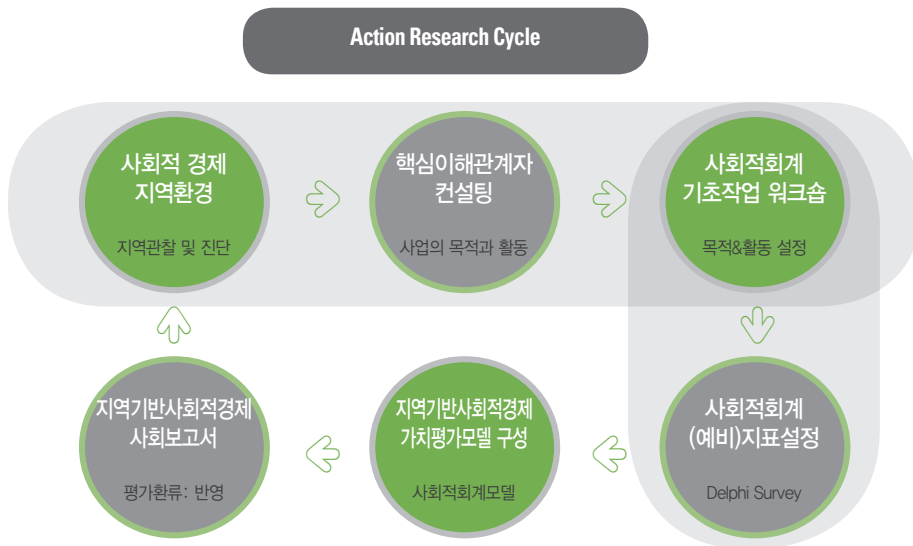 Action Research Cycle
사회적 경제
지역환경
지역관찰 및 진단
핵심이해관계자
컨설팅
사업의 목적과 활동
사회적회계
기초작업 워크숍
목적&활동 설정
사회적회계
(예비)지표설정
Delphi Survey
지역기반사회적경제
가치평가모델 구성
사회적회계모델
지역기반사회적경제
사회보고서
평가환류: 반영